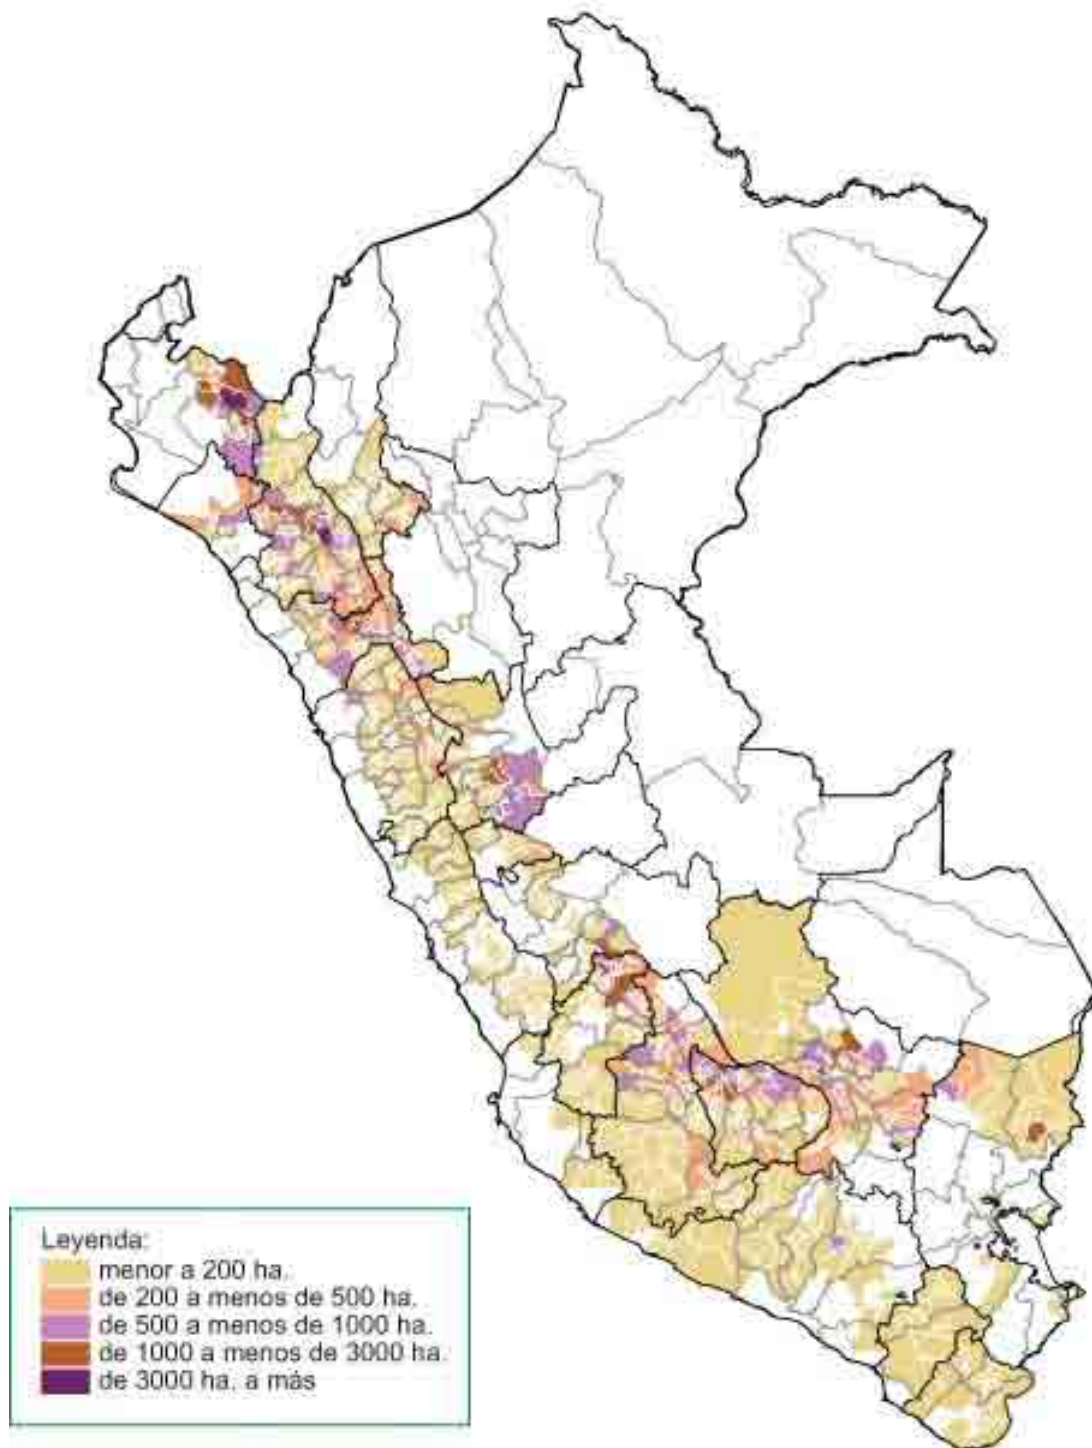 Leyenda:
menor a 200 ha.
de 200 a menos de 500 ha.
de 500 a menos de 1000 ha.
de 1000 a menos de 3000 ha.
de 3000 ha. a más